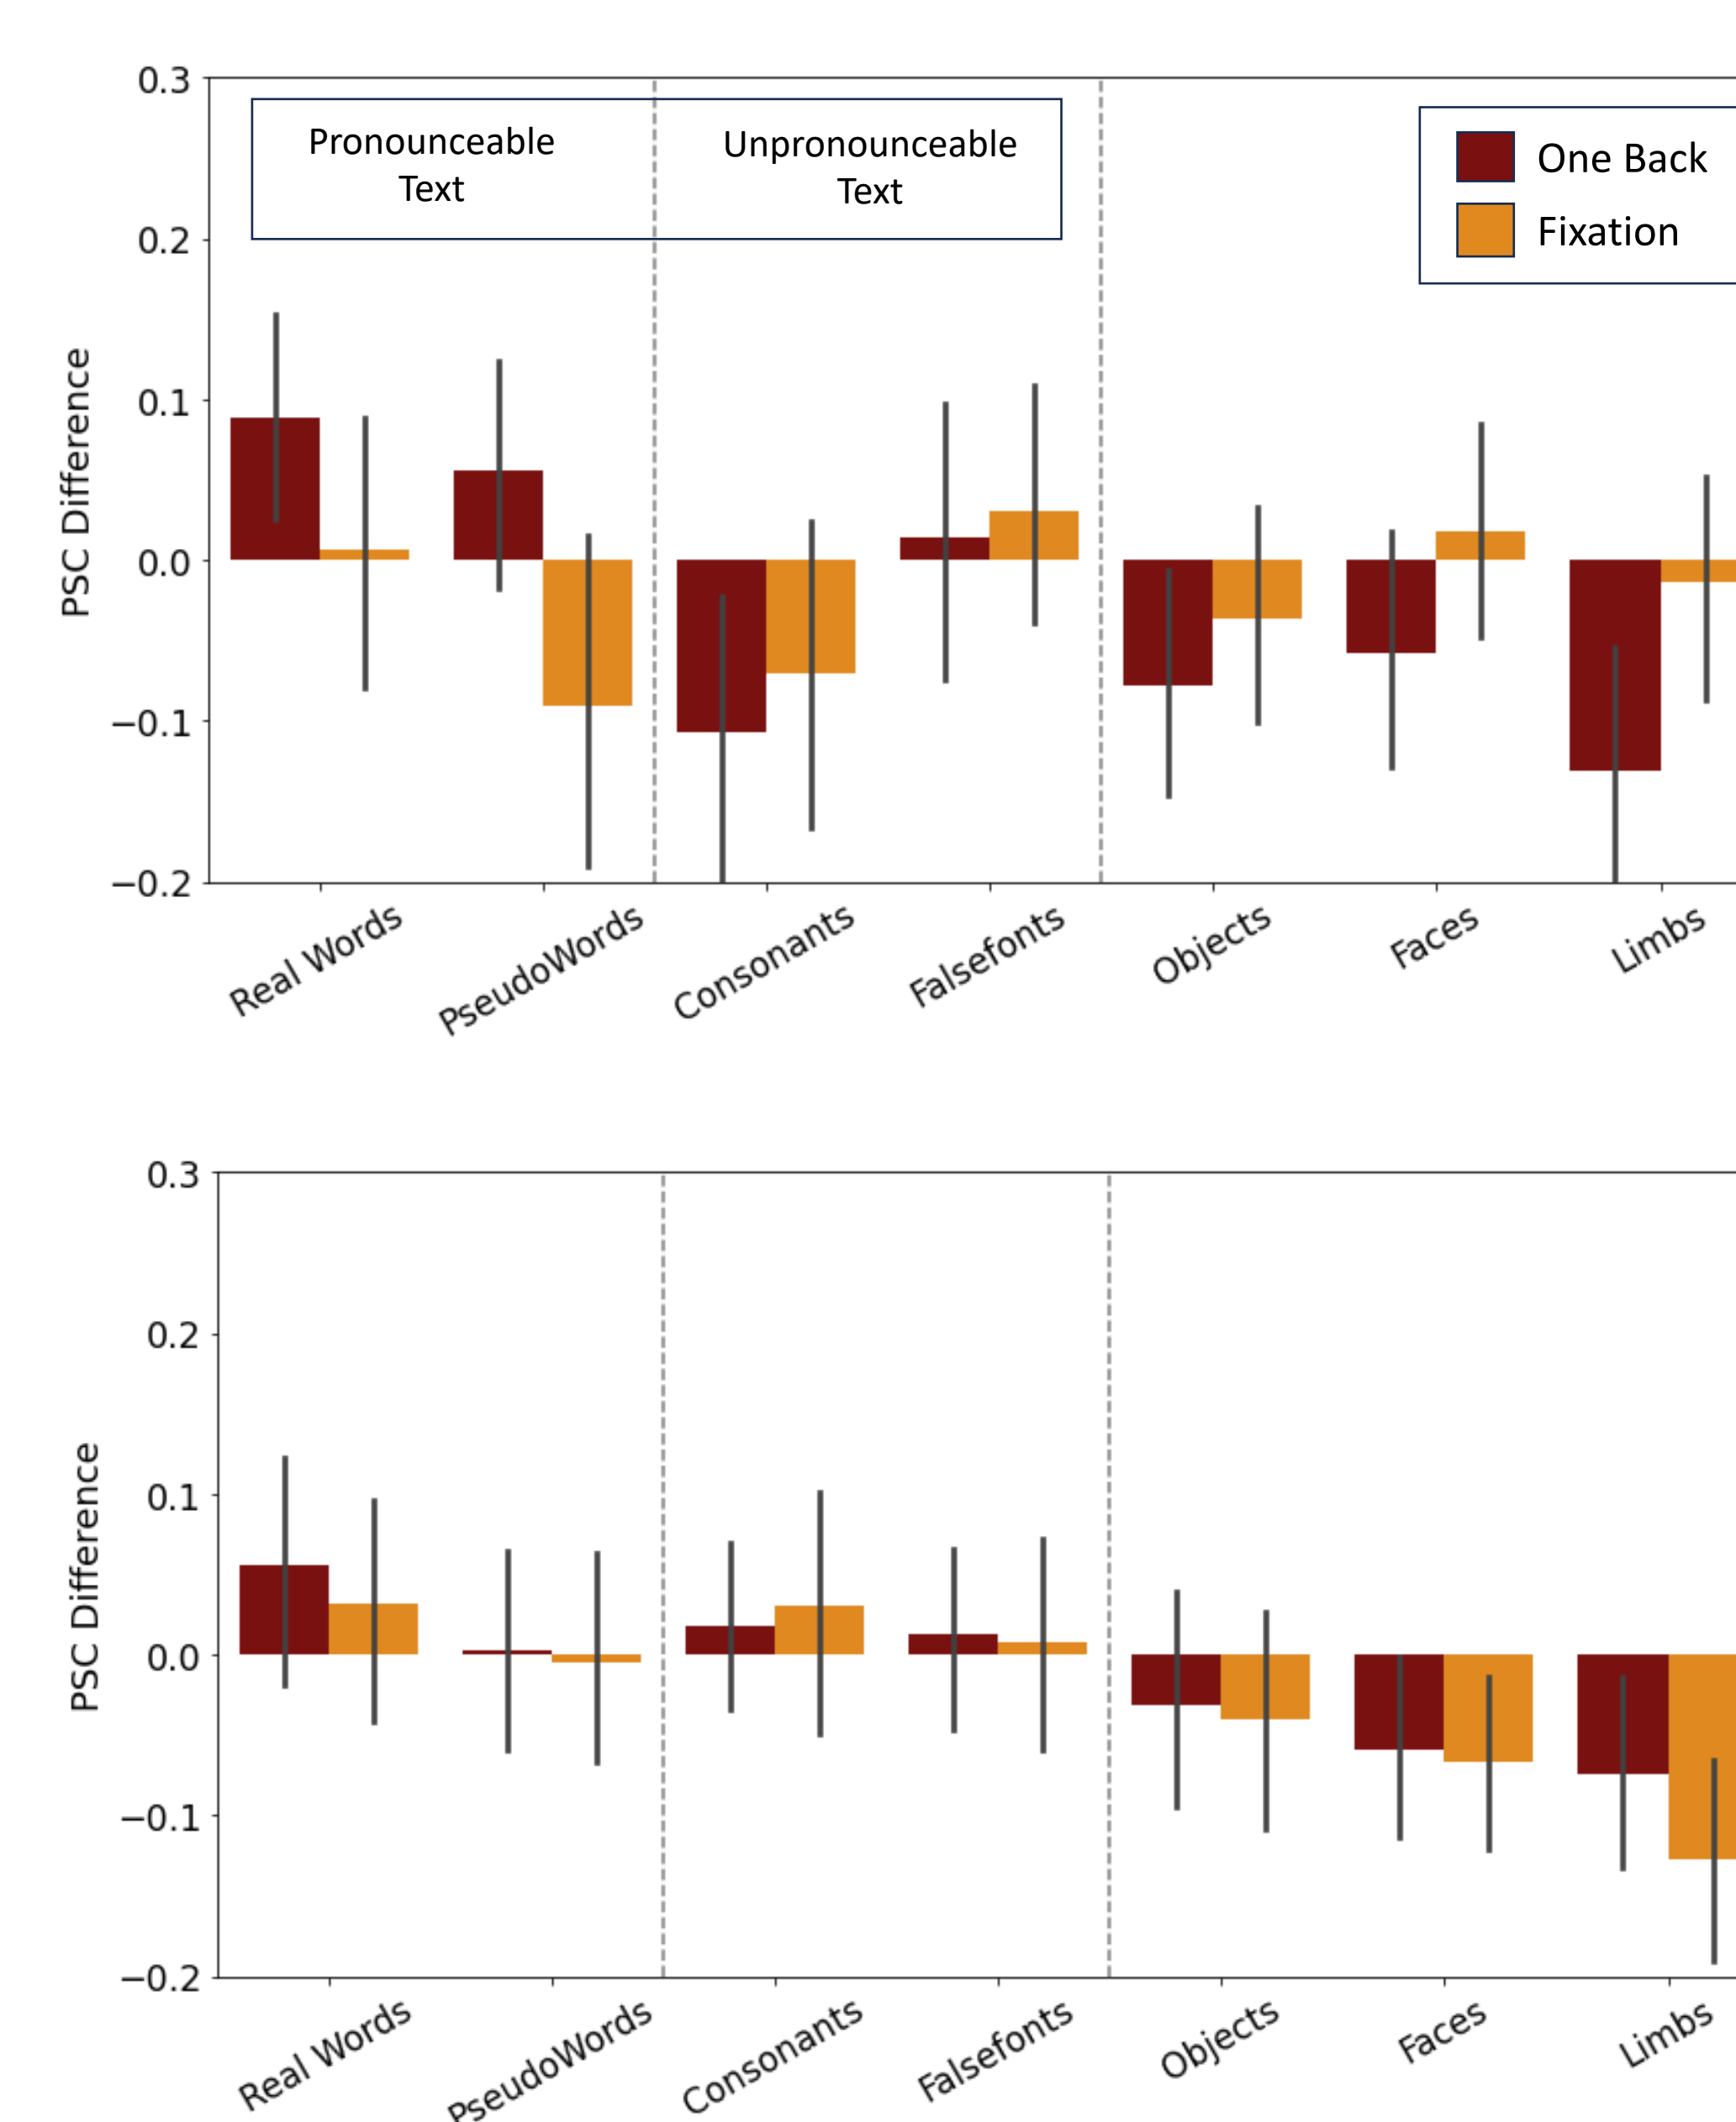 0.3
Pronounceable
Text
Unpronounceable
Text
One Back
Fixation
0.2
0.1
0.0
−0.1
−0.2
PSC Difference
Real Words
PseudoWords
Consonants
Falsefonts
Objects
Faces
Limbs
0.3
0.2
0.1
0.0
−0.1
−0.2
PSC Difference
Real Words
PseudoWords
Consonants
Falsefonts
Objects
Faces
Limbs